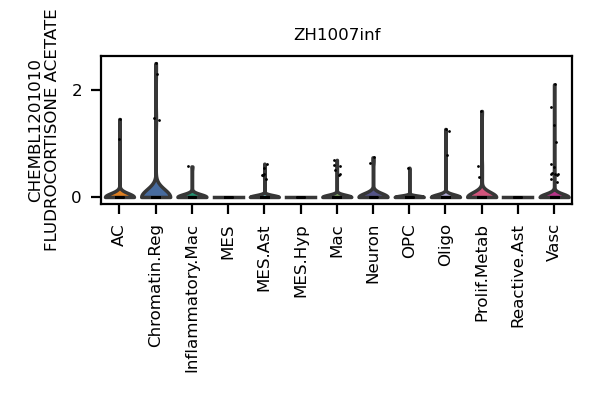 ZH1007inf
CHEMBL1201010
FLUDROCORTISONE ACETATE
2
0
AC
Chromatin.Reg
Inflammatory.Mac
MES
MES.Ast
MES.Hyp
Mac
Neuron
OPC
Oligo
Prolif.Metab
Reactive.Ast
Vasc